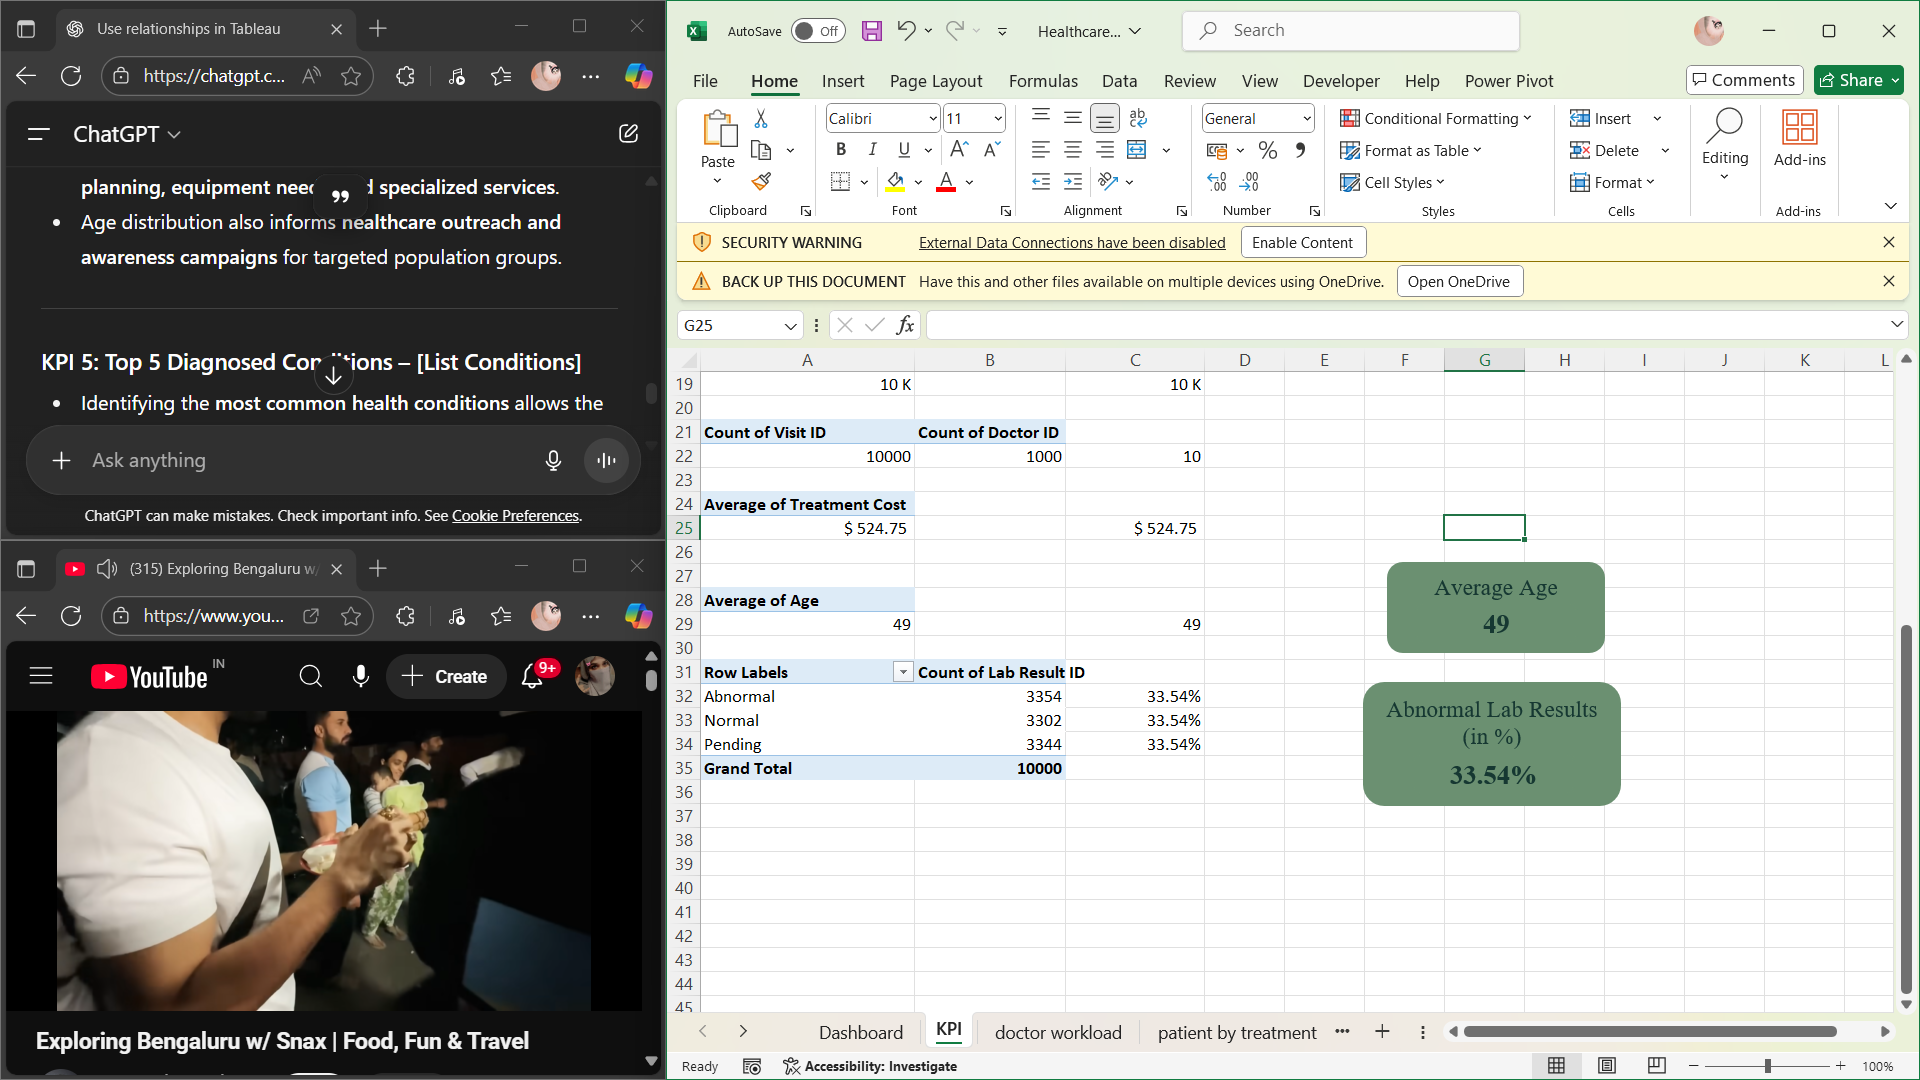 Use relationships in Tableau
https://chatgpt.c...
ChatGPT
planning, equipment nee
d specialized services.
Age distribution also informs healthcare outreach and
awareness campaigns for targeted population groups.
KPI 5: Top 5 Diagnosed Conditions – [List Conditions]
Identifying the most common health conditions allows the
Ask anything
ChatGPT can make mistakes. Check important info. See Cookie Preferences.
(315) Exploring Bengaluru w/
https://www.you...
YouTube IN
Create
9+
Exploring Bengaluru w/ Snax | Food, Fun & Travel
AutoSave Off
Healthcare...
Search
File Home Insert Page Layout Formulas Data Review View Developer Help Power Pivot
Comments Share
Paste
Clipboard
Calibri 11
B I U A A
A
Font
ab
c
Alignment
General
% ,
Number
Conditional Formatting
Format as Table
Cell Styles
Styles
Insert
Delete
Format
Cells
Editing
Add-ins
Add-ins
SECURITY WARNING External Data Connections have been disabled Enable Content
BACK UP THIS DOCUMENT Have this and other files available on multiple devices using OneDrive. Open OneDrive
G25 fx
A B C D E F G H I J K L
19 10 K 10 K
20
21 Count of Visit ID Count of Doctor ID
22 10000 1000 10
23
24 Average of Treatment Cost
25 $ 524.75 $ 524.75
26
27
28 Average of Age
29 49 49
30
31 Row Labels Count of Lab Result ID
32 Abnormal 3354 33.54%
33 Normal 3302 33.54%
34 Pending 3344 33.54%
35 Grand Total 10000
36
37
38
39
40
41
42
43
44
45
Average Age
49
Abnormal Lab Results
(in %)
33.54%
Dashboard KPI doctor workload patient by treatment
Ready Accessibility: Investigate 100%